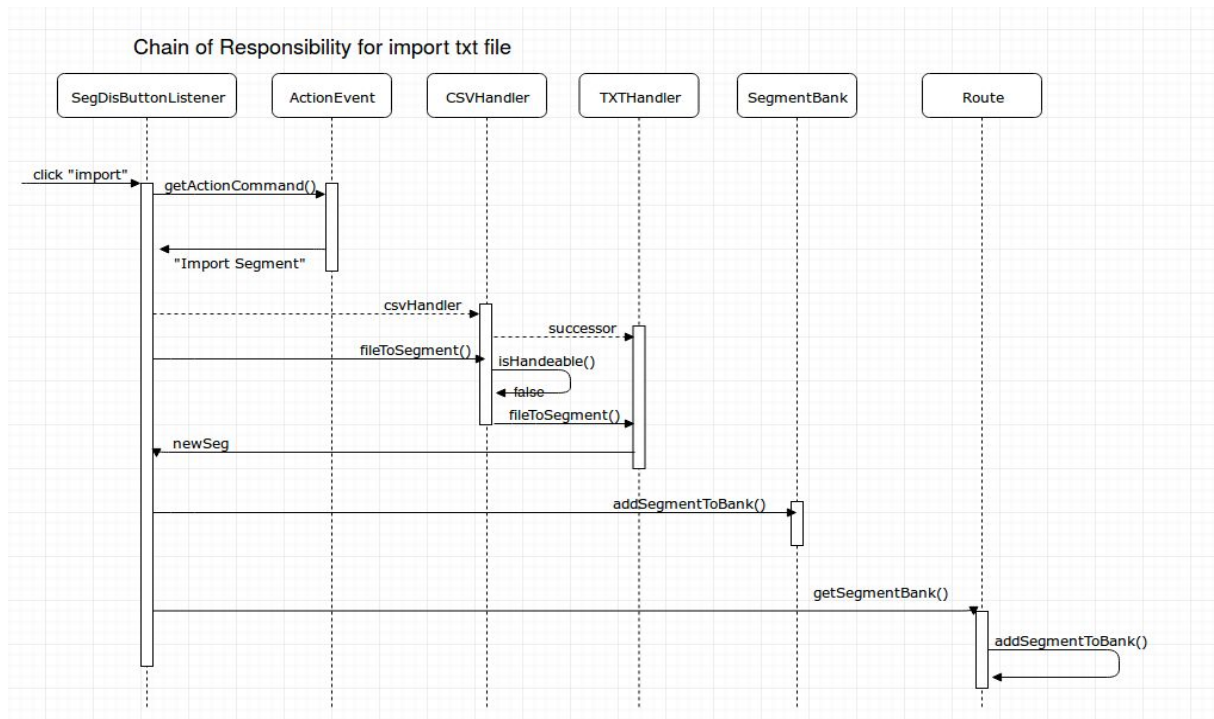 Chain of Responsibility for import txt file
SegDisButtonListener
ActionEvent
CSVHandler
TXTHandler
SegmentBank
Route
click "import"
getActionCommand()
"Import Segment"
csvHandler
successor
fileToSegment()
isHandeable()
false
fileToSegment()
newSeg
addSegmentToBank()
getSegmentBank()
addSegmentToBank()